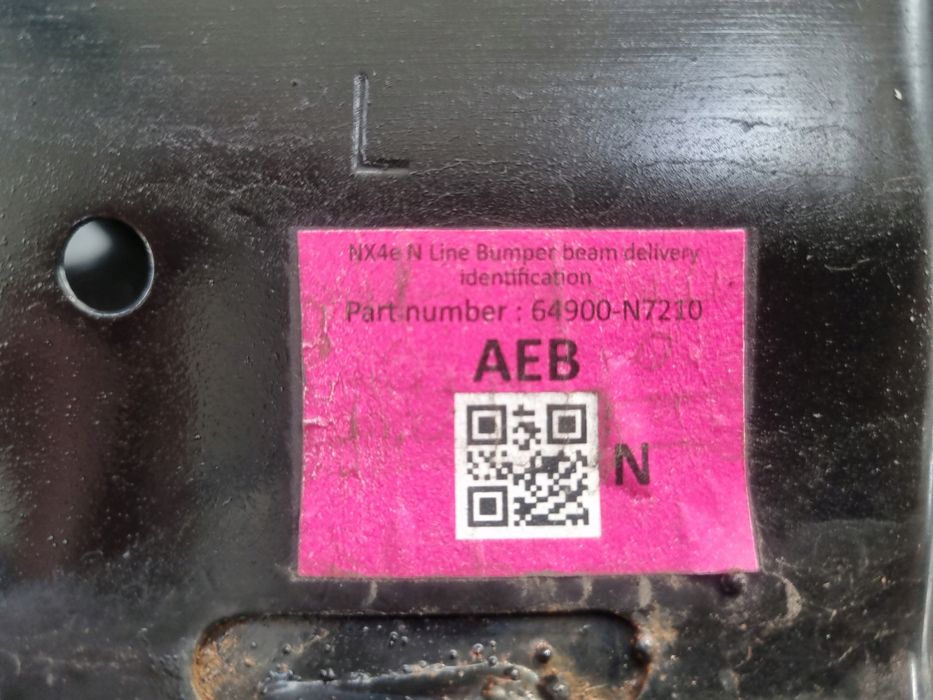 L
NX4e N Line Bumper beam delivery
identification
Part number : 64900-N7210
AEB
N